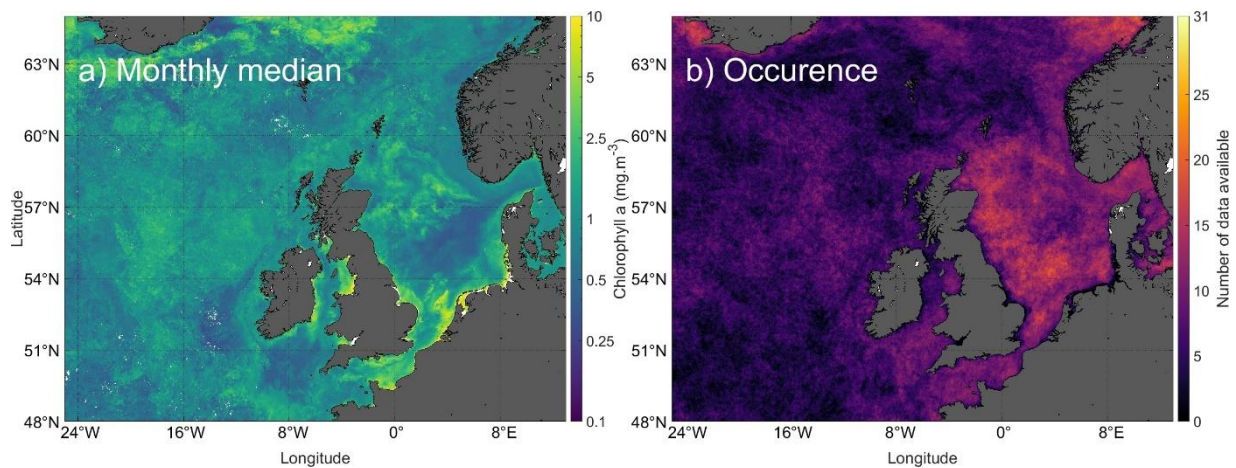 a) Monthly median
63°N
60°N
57°N
54°N
51°N
48°N
Latitude
24°W
16°W
8°W
0°
8°E
Longitude
10
5
2.5
1
0.5
0.25
0.1
Chlorophyll a (mg.m-3)
b) Occurence
63°N
60°N
57°N
54°N
51°N
48°N
24°W
16°W
8°W
0°
8°E
Longitude
31
30
25
20
15
10
5
0
Number of data available